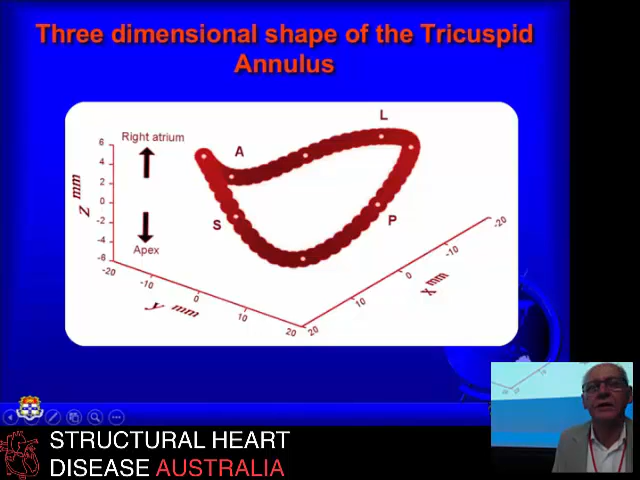 Three dimensional shape of the Tricuspid
Annulus
Right atrium
Apex
Z mm
6
4
2
0
-2
-4
-6
A
L
S
P
-20
-10
0
10
20
y mm
20
10
0
-10
-20
X mm
STRUCTURAL HEART
DISEASE AUSTRALIA